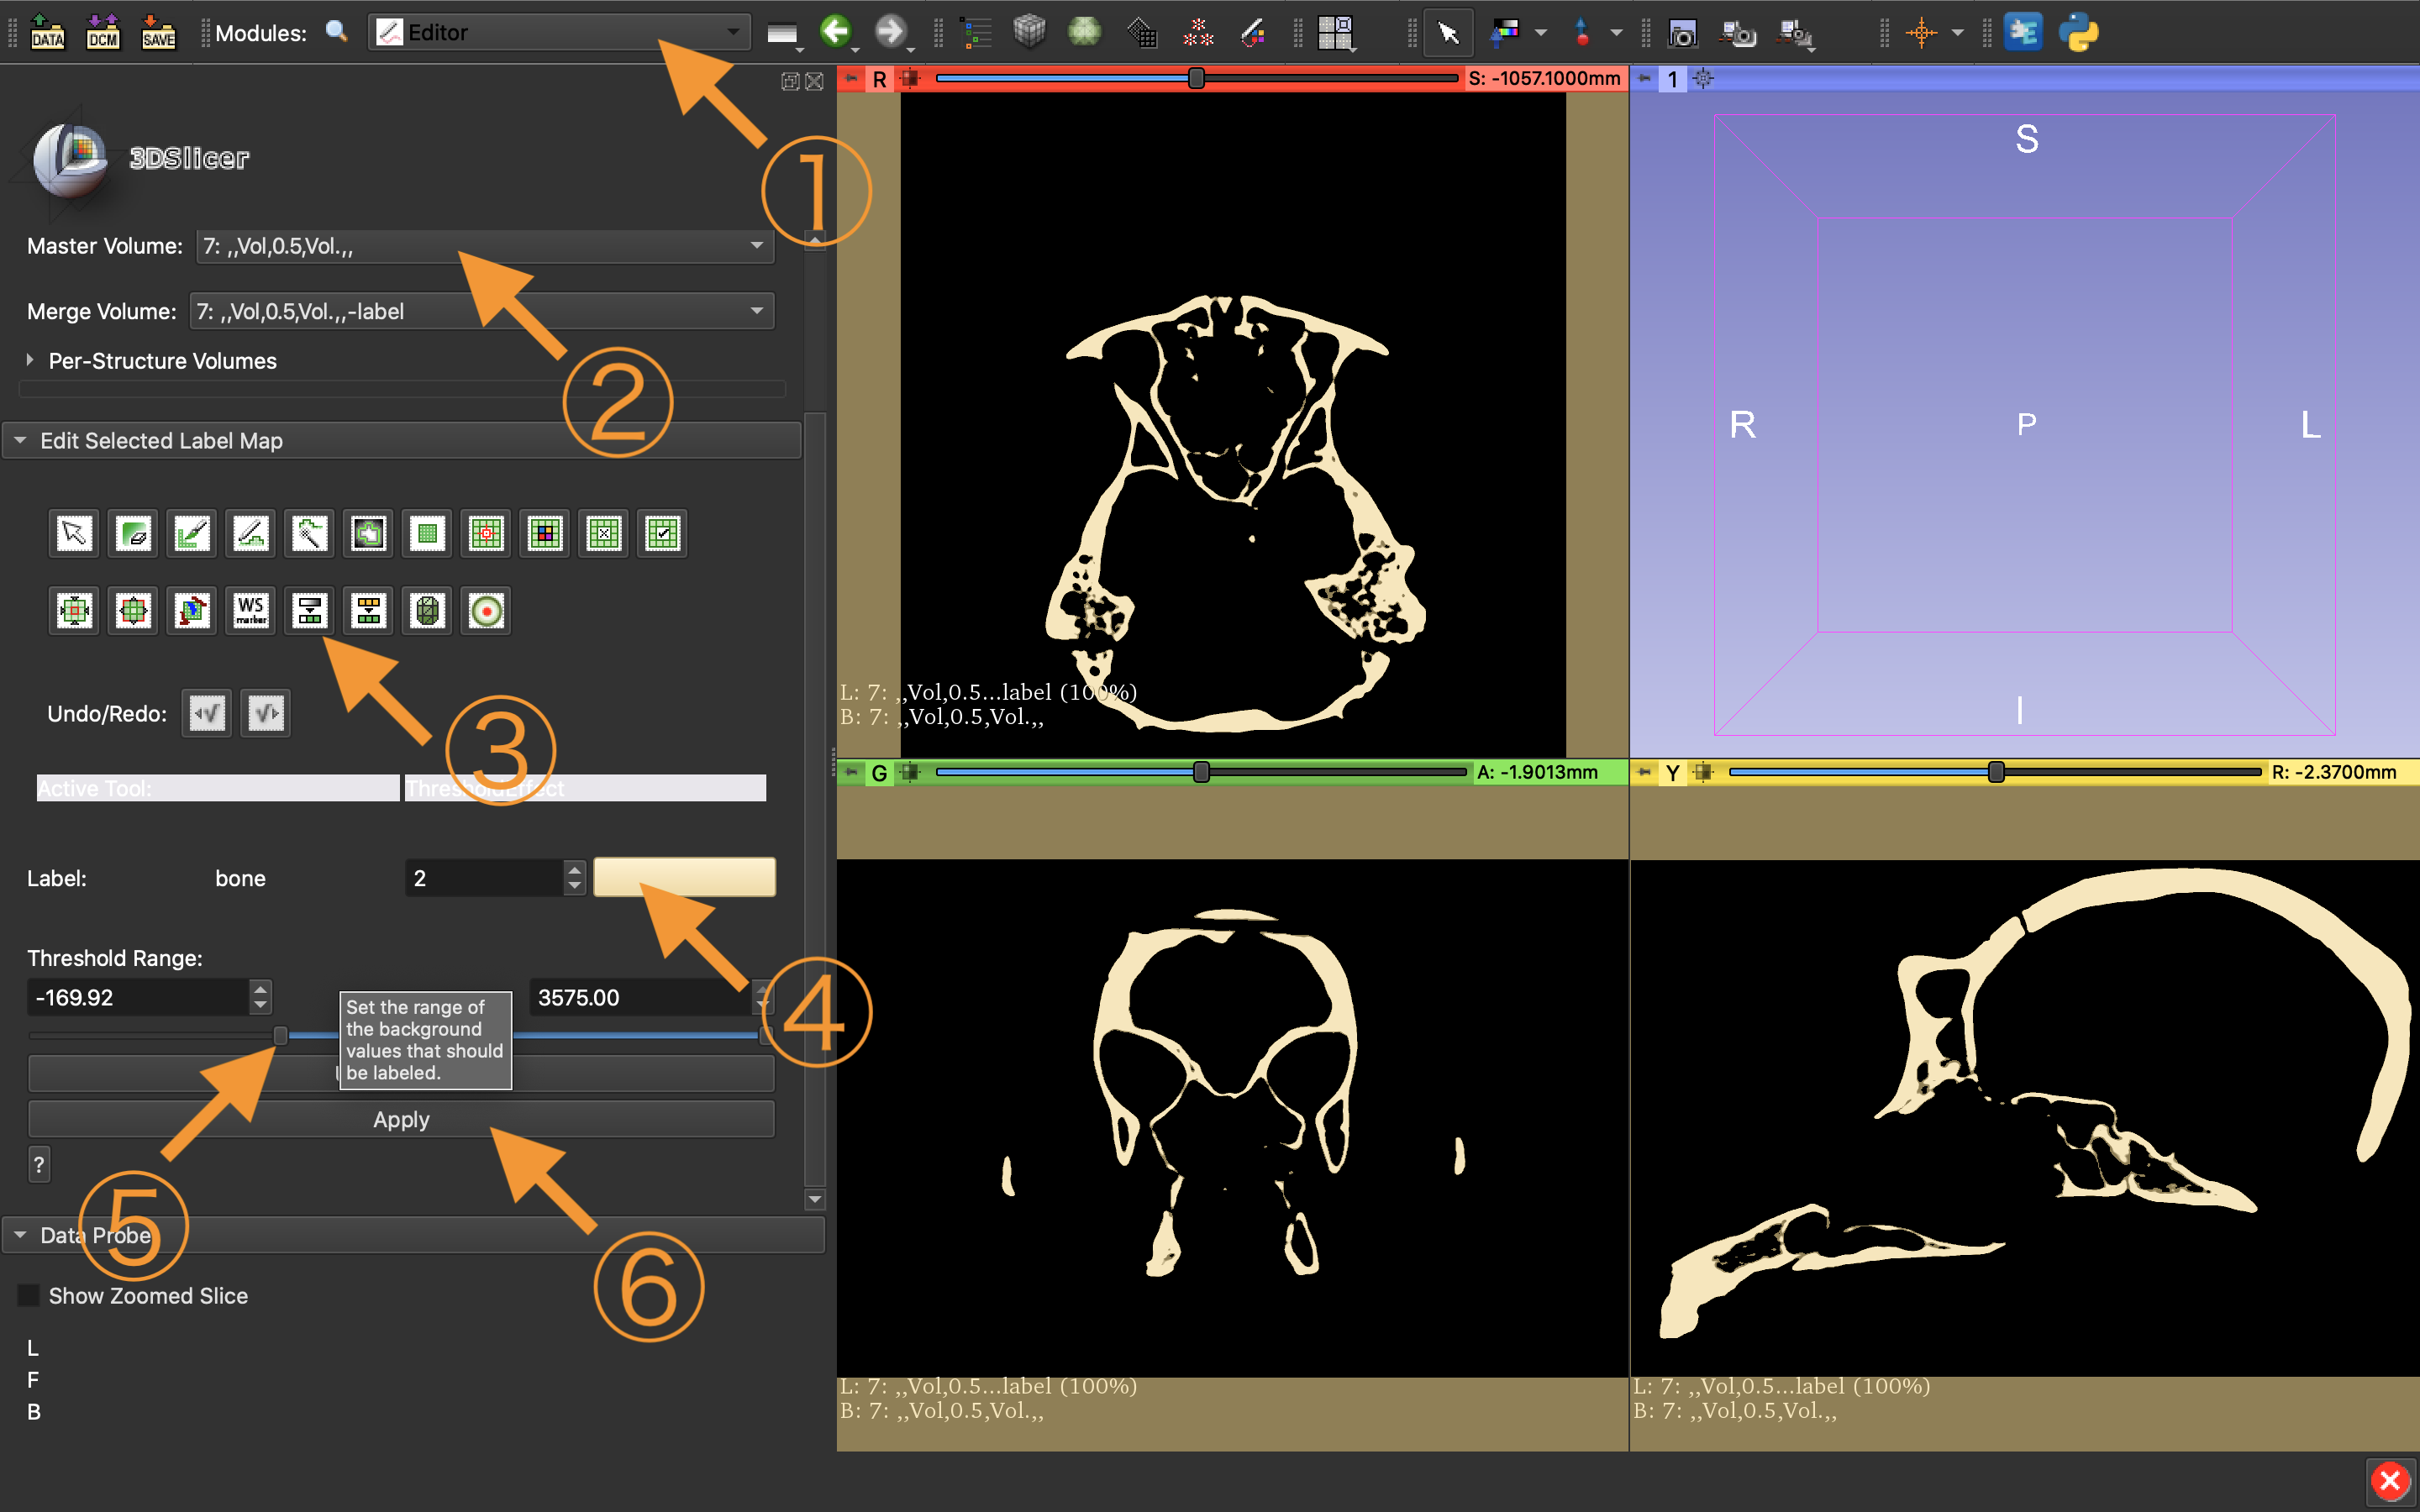 DATA
DCM
SAVE
Modules:
Editor
R
S: -1057.1000mm
1
3DSlicer
①
Master Volume:
7: ,,Vol,0.5,Vol.,,
Merge Volume:
7: ,,Vol,0.5,Vol.,,-label
Per-Structure Volumes
②
Edit Selected Label Map
WS
marker
Undo/Redo:
③
Active Tool:
ThresholdEffect
Label:
bone
2
Threshold Range:
-169.92
3575.00
④
Set the range of
the background
values that should
be labeled.
Apply
?
⑤
⑥
Data Probe
Show Zoomed Slice
L
F
B
L: 7: ,,Vol,0.5...label (100%)
B: 7: ,,Vol,0.5,Vol.,,
S
R
P
L
I
G
A: -1.9013mm
Y
R: -2.3700mm
L: 7: ,,Vol,0.5...label (100%)
B: 7: ,,Vol,0.5,Vol.,,
L: 7: ,,Vol,0.5...label (100%)
B: 7: ,,Vol,0.5,Vol.,,